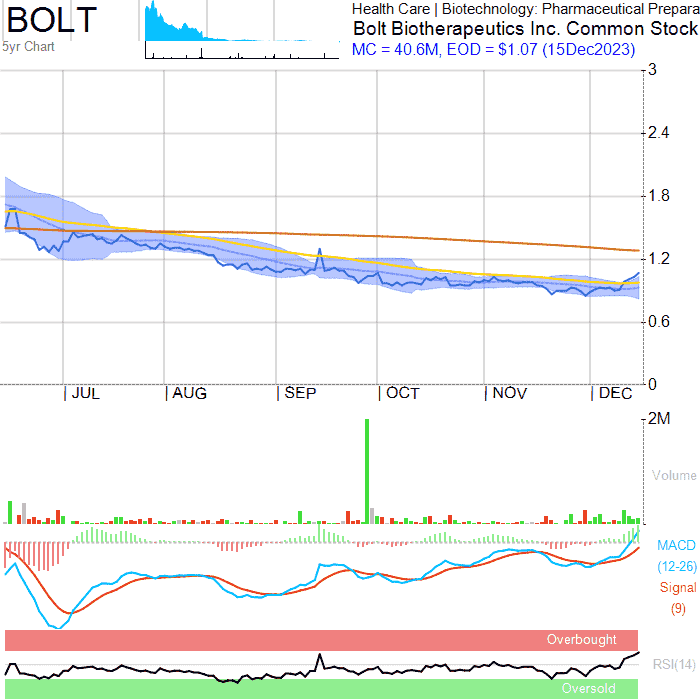 BOLT
5yr Chart
Health Care | Biotechnology: Pharmaceutical Prepara
Bolt Biotherapeutics Inc. Common Stock
MC = 40.6M, EOD = $1.07 (15Dec2023)
3
2.4
1.8
1.2
0.6
0
JUL
AUG
SEP
OCT
NOV
DEC
2M
Volume
MACD
(12-26)
Signal
(9)
Overbought
RSI(14)
Oversold